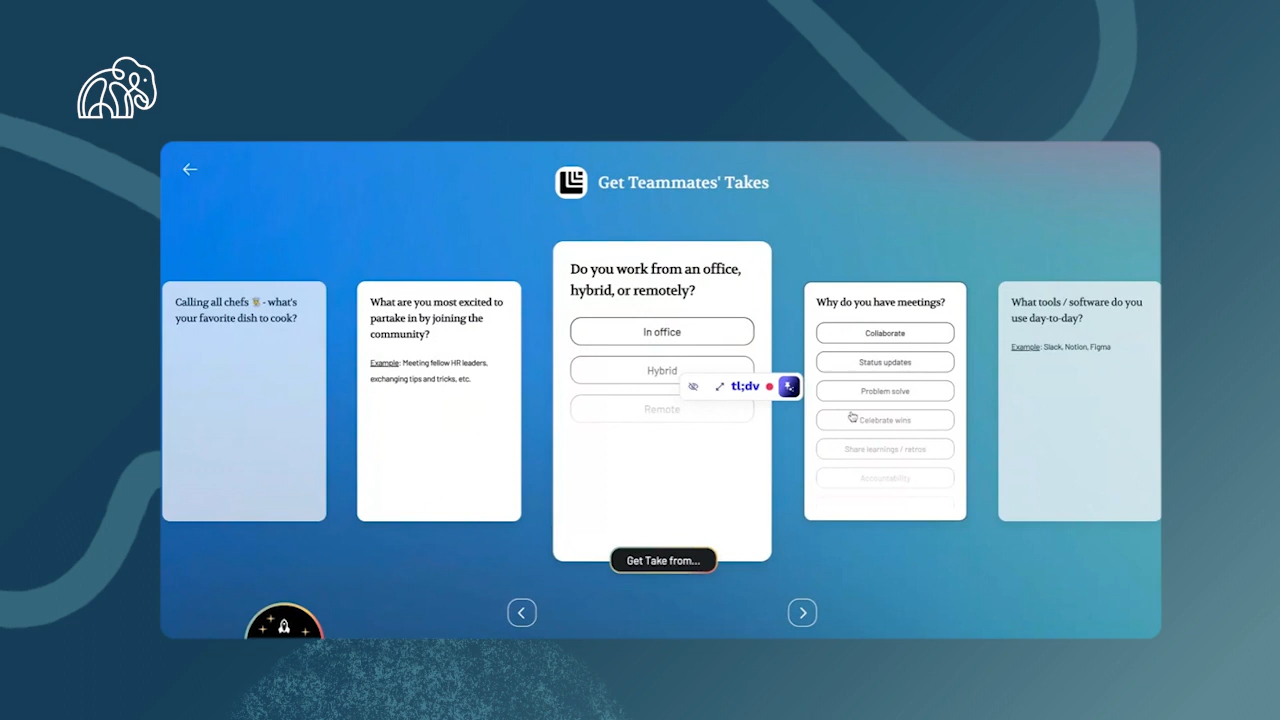 Get Teammates' Takes
Calling all chefs 👨‍🍳 - what's
your favorite dish to cook?
What are you most excited to
partake in by joining the
community?
Example: Meeting fellow HR leaders,
exchanging tips and tricks, etc.
Do you work from an office,
hybrid, or remotely?
In office
Hybrid
Remote
tl;dv
Get Take from...
Why do you have meetings?
Collaborate
Status updates
Problem solve
Celebrate wins
Share learnings / retros
Accountability
What tools / software do you
use day-to-day?
Example: Slack, Notion, Figma